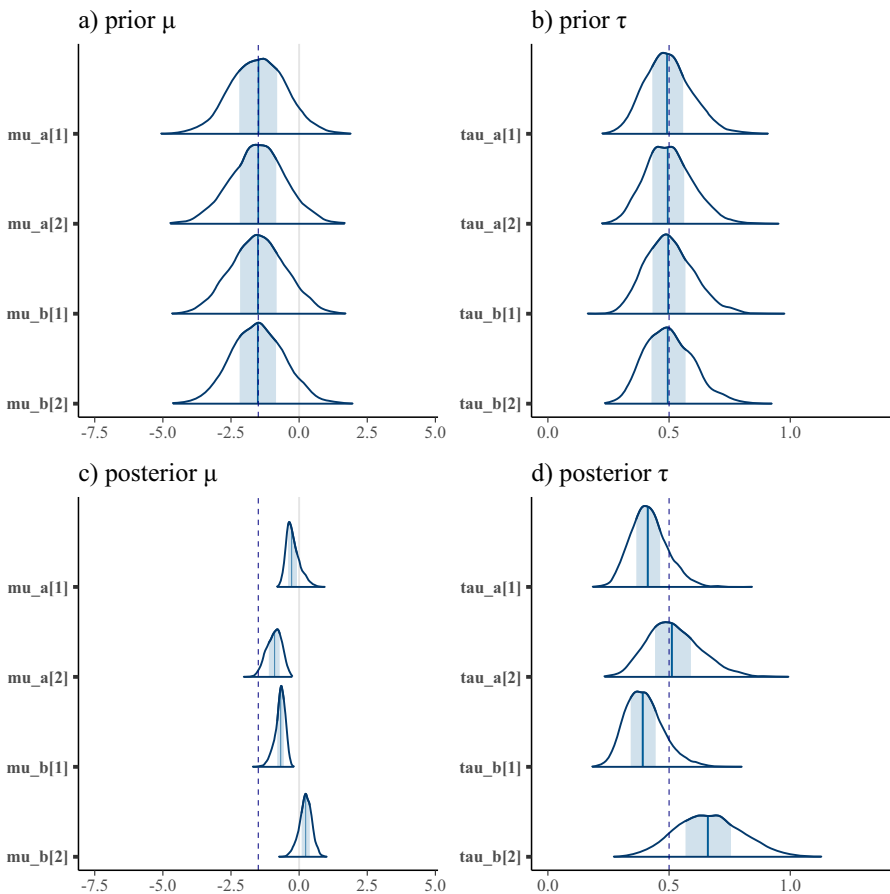 a) prior μ
b) prior τ
mu_a[1]
mu_a[2]
mu_b[1]
mu_b[2]
-7.5 -5.0 -2.5 0.0 2.5 5.0
tau_a[1]
tau_a[2]
tau_b[1]
tau_b[2]
0.0 0.5 1.0
c) posterior μ
d) posterior τ
mu_a[1]
mu_a[2]
mu_b[1]
mu_b[2]
-7.5 -5.0 -2.5 0.0 2.5 5.0
tau_a[1]
tau_a[2]
tau_b[1]
tau_b[2]
0.0 0.5 1.0